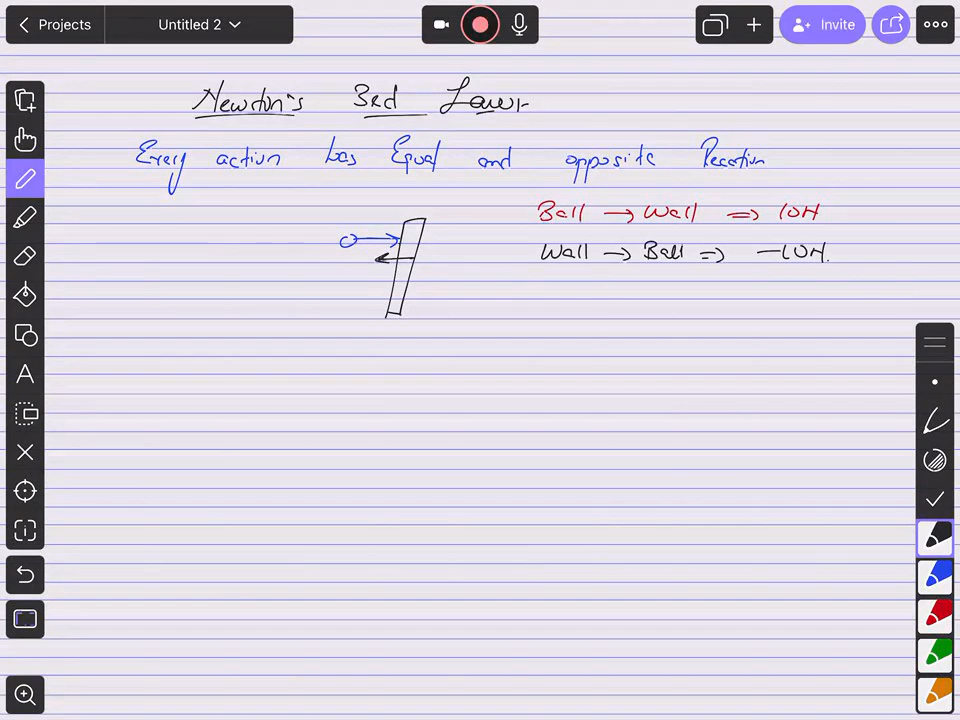 Projects Untitled 2 Invite
Newton's 3rd Law
Every action has Equal and opposite Reaction
Ball → Wall ⇒ 10N
Wall → Ball ⇒ -10N.